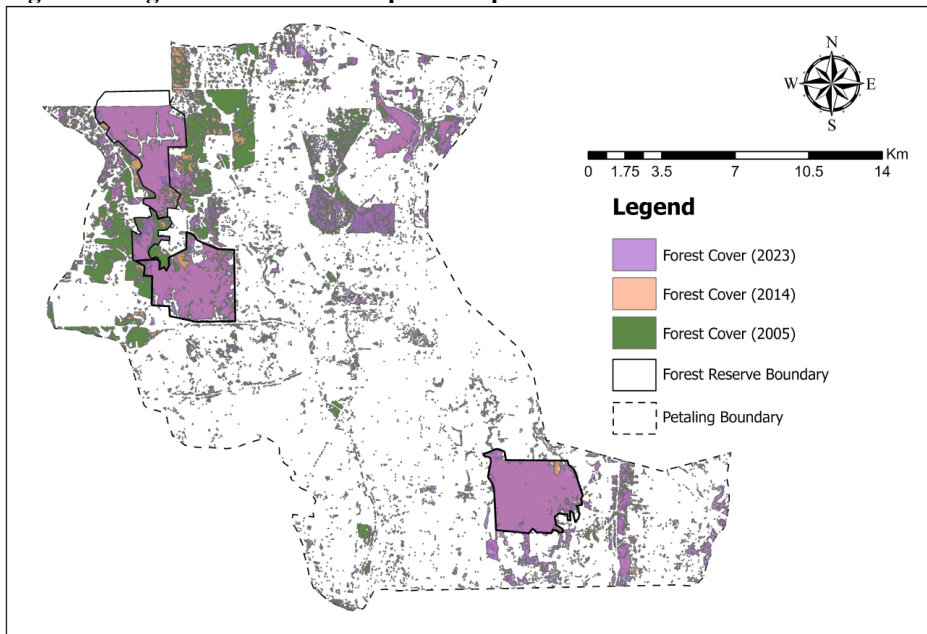 N
W E
S
Km
0 1.75 3.5 7 10.5 14
Legend
Forest Cover (2023)
Forest Cover (2014)
Forest Cover (2005)
Forest Reserve Boundary
Petaling Boundary